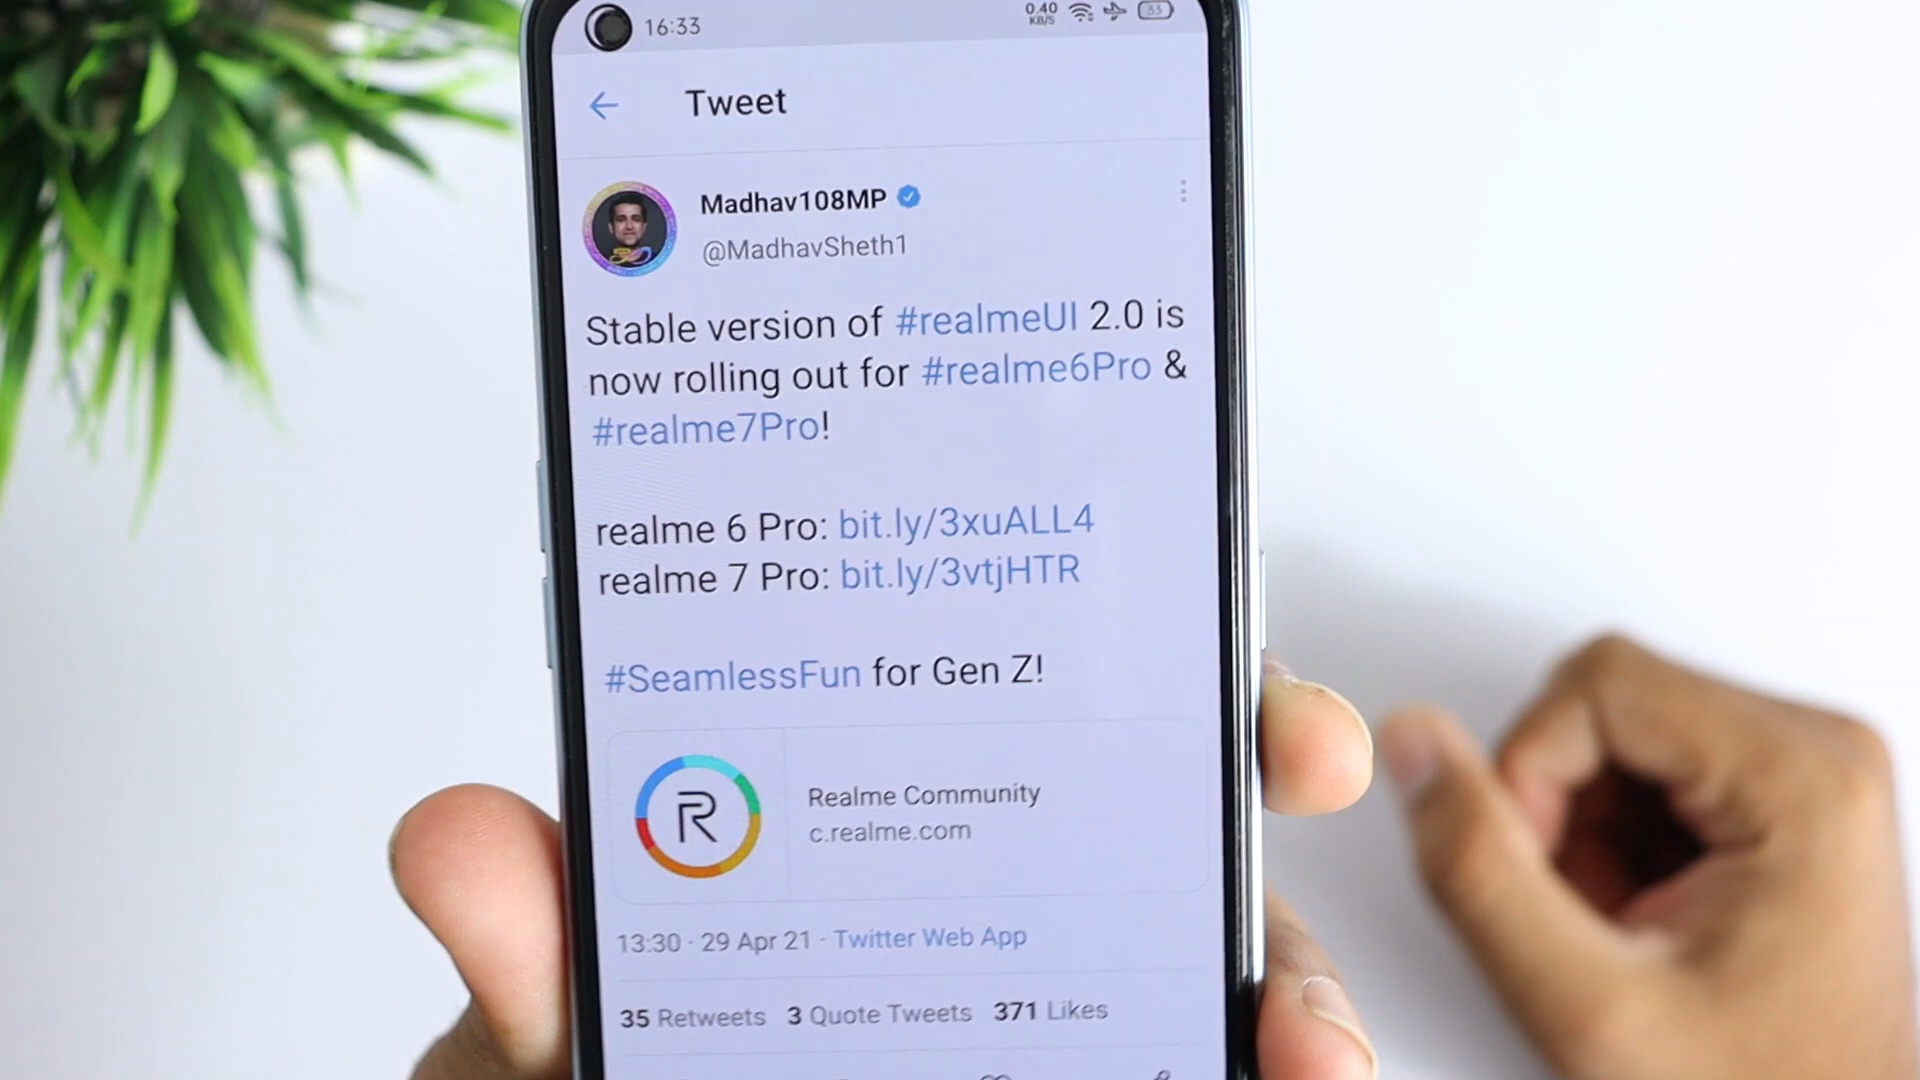 16:33
0.40
KB/S
53
Tweet
Madhav108MP
@MadhavSheth1
Stable version of #realmeUI 2.0 is
now rolling out for #realme6Pro &
#realme7Pro!
realme 6 Pro: bit.ly/3xuALL4
realme 7 Pro: bit.ly/3vtjHTR
#SeamlessFun for Gen Z!
R
Realme Community
c.realme.com
13:30 · 29 Apr 21 · Twitter Web App
35 Retweets 3 Quote Tweets 371 Likes